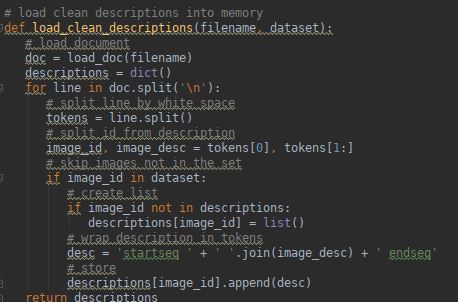 # load clean descriptions into memory
def load_clean_descriptions(filename, dataset):
    # load document
    doc = load_doc(filename)
    descriptions = dict()
    for line in doc.split('\n'):
        # split line by white space
        tokens = line.split()
        # split id from description
        image_id, image_desc = tokens[0], tokens[1:]
        # skip images not in the set
        if image_id in dataset:
            # create list
            if image_id not in descriptions:
                descriptions[image_id] = list()
            # wrap description in tokens
            desc = 'startseq ' + ' '.join(image_desc) + ' endseq'
            # store
            descriptions[image_id].append(desc)
    return descriptions